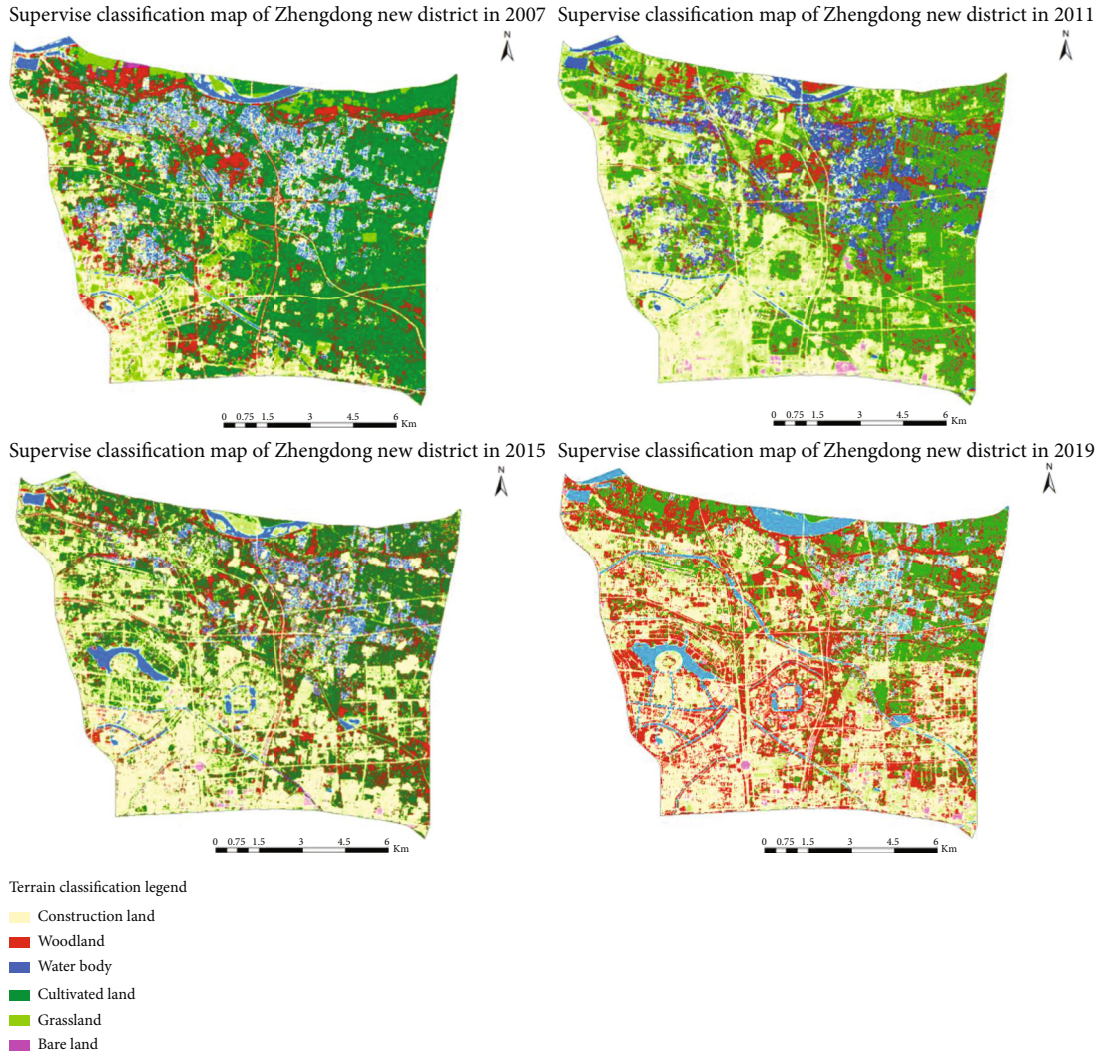 Supervise classification map of Zhengdong new district in 2007
N
0 0.75 1.5 3 4.5 6
Km
Supervise classification map of Zhengdong new district in 2011
N
0 0.75 1.5 3 4.5 6
Km
Supervise classification map of Zhengdong new district in 2015
N
0 0.75 1.5 3 4.5 6
Km
Supervise classification map of Zhengdong new district in 2019
N
0 0.75 1.5 3 4.5 6
Km
Terrain classification legend
Construction land
Woodland
Water body
Cultivated land
Grassland
Bare land